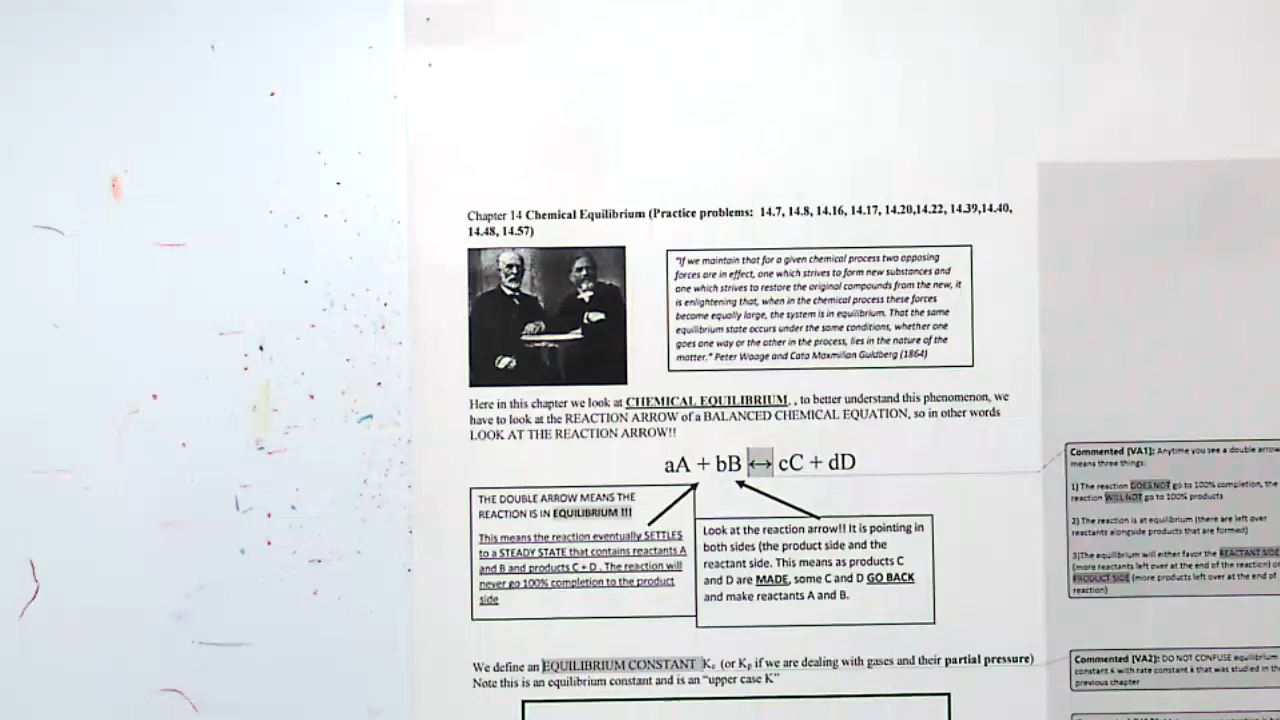 Chapter 14 Chemical Equilibrium (Practice problems: 14.7, 14.8, 14.16, 14.17, 14.20,14.22, 14.39,14.40,
14.48, 14.57)
"If we maintain that for a given chemical process two opposing
forces are in effect, one which strives to form new substances and
one which strives to restore the original compounds from the new, it
is enlightening that, when in the chemical process these forces
become equally large, the system is in equilibrium. That the same
equilibrium state occurs under the same conditions, whether one
goes one way or the other in the process, lies in the nature of the
matter." Peter Waage and Cato Maxmilian Guldberg (1864)
Here in this chapter we look at CHEMICAL EQUILIBRIUM, , to better understand this phenomenon, we
have to look at the REACTION ARROW of a BALANCED CHEMICAL EQUATION, so in other words
LOOK AT THE REACTION ARROW!!
aA + bB ↔ cC + dD
THE DOUBLE ARROW MEANS THE
REACTION IS IN EQUILIBRIUM !!!
This means the reaction eventually SETTLES
to a STEADY STATE that contains reactants A
and B and products C + D . The reaction will
never go 100% completion to the product
side
Look at the reaction arrow!! It is pointing in
both sides (the product side and the
reactant side. This means as products C
and D are MADE, some C and D GO BACK
and make reactants A and B.
We define an EQUILIBRIUM CONSTANT Kc (or Kp if we are dealing with gases and their partial pressure)
Note this is an equilibrium constant and is an "upper case K"
Commented [VA1]: Anytime you see a double arrow
means three things:
1) The reaction DOES NOT go to 100% completion, the
reaction WILL NOT go to 100% products
2) The reaction is at equilibrium (there are left over
reactants alongside products that are formed)
3)The equilibrium will either favor the REACTANT SIDE
(more reactants left over at the end of the reaction) or
PRODUCT SIDE (more products left over at the end of
reaction)
Commented [VA2]: DO NOT CONFUSE equilibrium
constant K with rate constant k that was studied in the
previous chapter